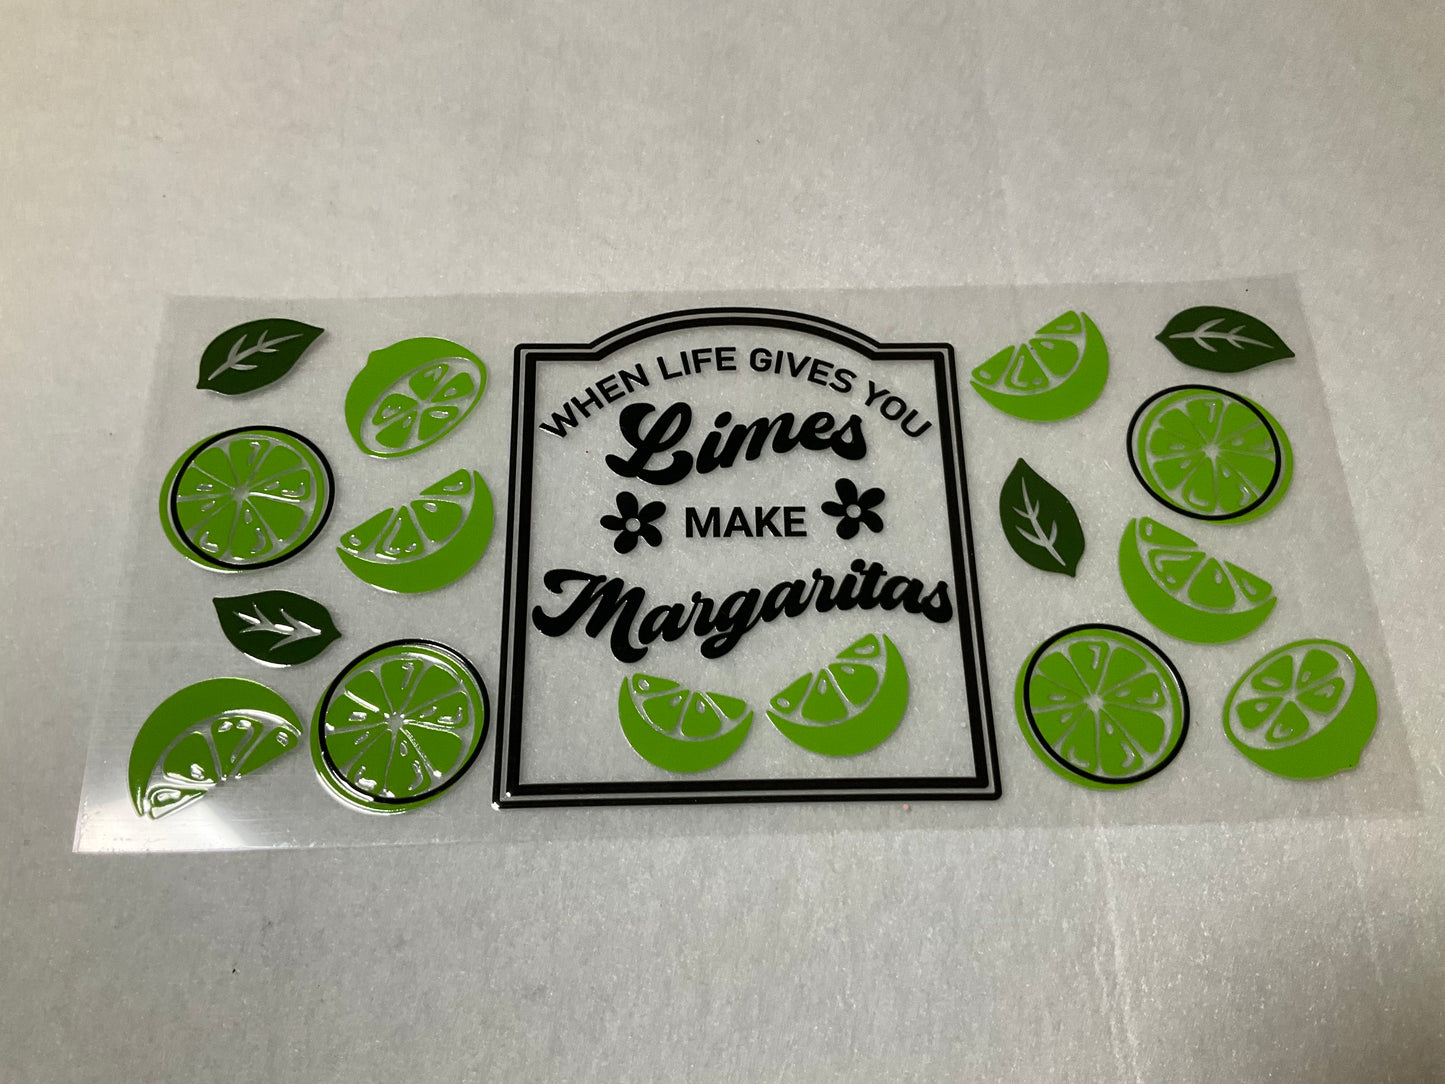 WHEN LIFE GIVES YOU
Limes
MAKE
Margaritas